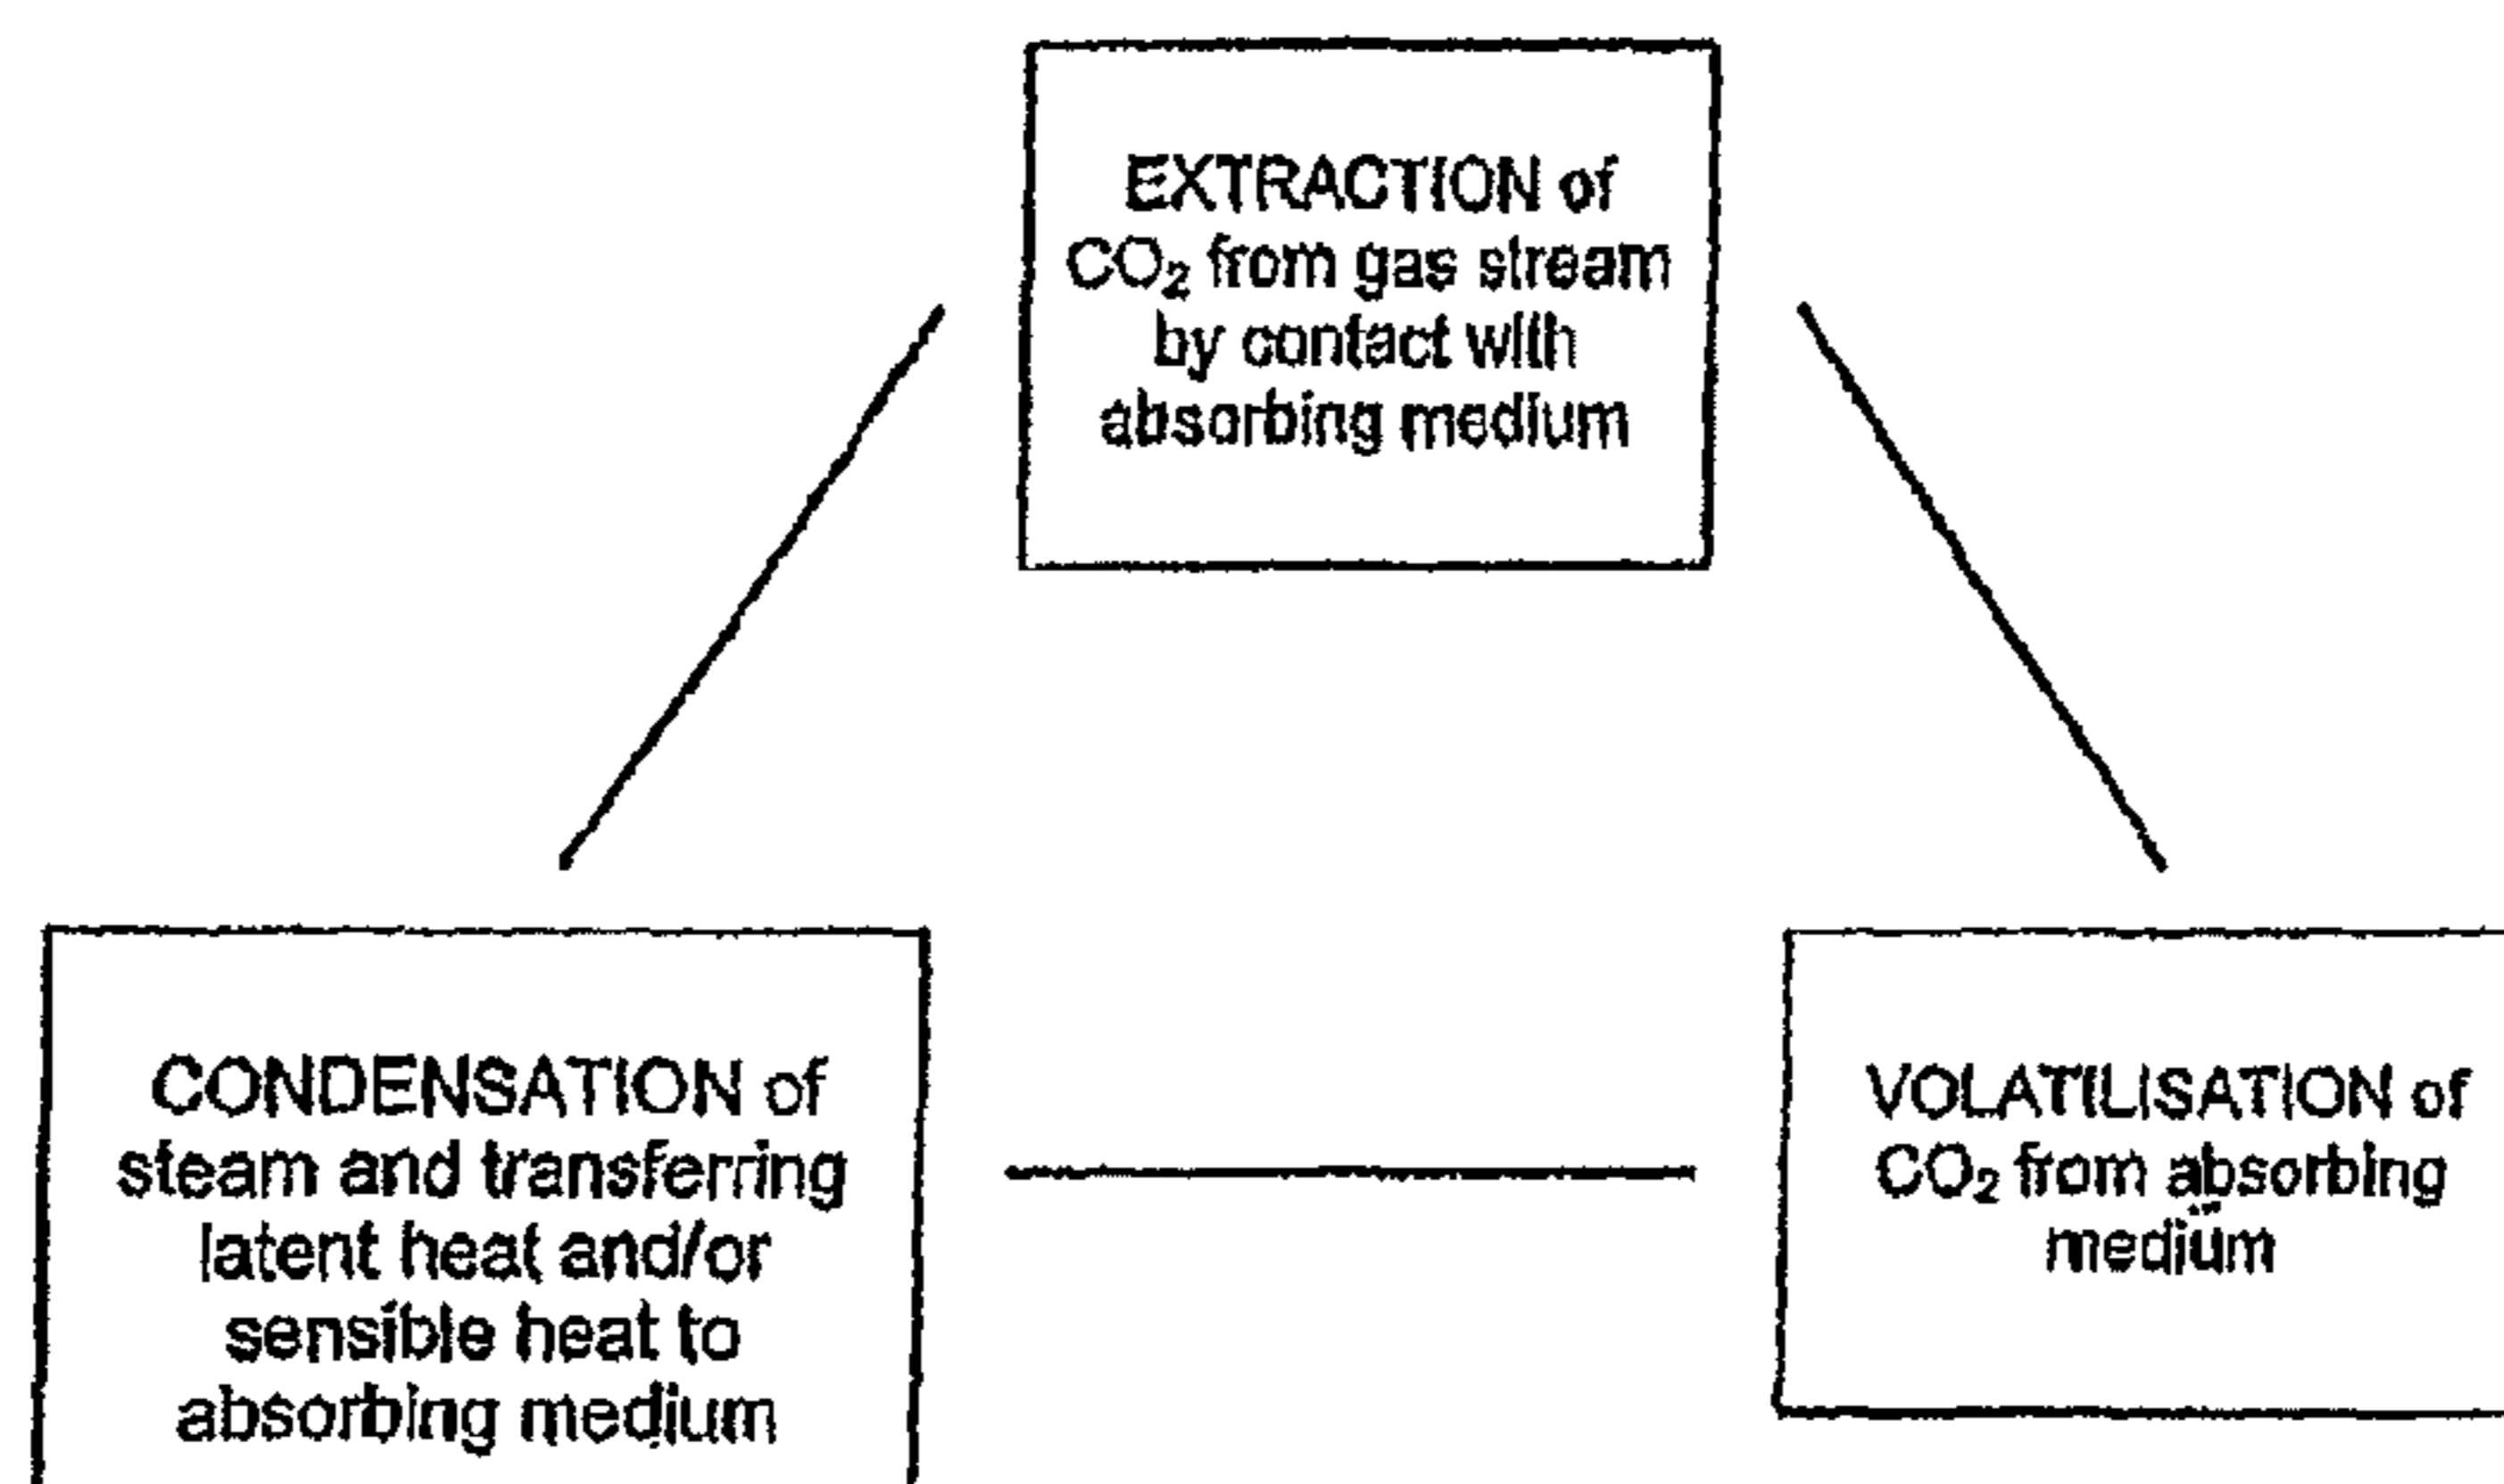 EXTRACTION of
CO₂ from gas stream
by contact with
absorbing medium
CONDENSATION of
steam and transferring
latent heat and/or
sensible heat to
absorbing medium
VOLATILISATION of
CO₂ from absorbing
medium